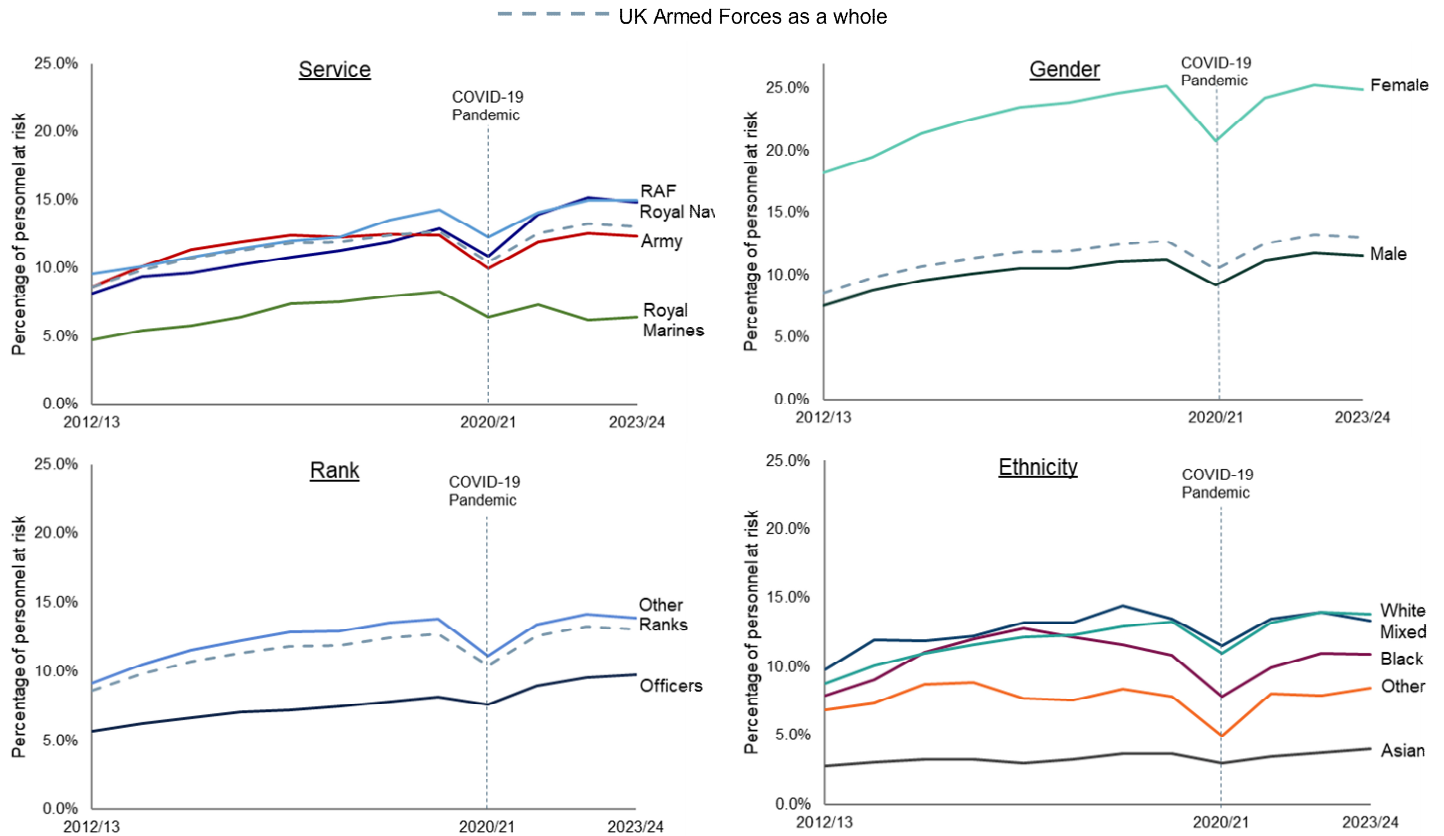 UK Armed Forces as a whole
Service
Percentage of personnel at risk
25.0%
20.0%
15.0%
10.0%
5.0%
0.0%
COVID-19
Pandemic
RAF
Royal Nav
Army
Royal
Marines
2012/13
2020/21
2023/24
Gender
Percentage of personnel at risk
25.0%
20.0%
15.0%
10.0%
5.0%
0.0%
COVID-19
Pandemic
Female
Male
2012/13
2020/21
2023/24
Rank
Percentage of personnel at risk
25.0%
20.0%
15.0%
10.0%
5.0%
0.0%
COVID-19
Pandemic
Other
Ranks
Officers
2012/13
2020/21
2023/24
Ethnicity
Percentage of personnel at risk
25.0%
20.0%
15.0%
10.0%
5.0%
0.0%
COVID-19
Pandemic
White
Mixed
Black
Other
Asian
2012/13
2020/21
2023/24